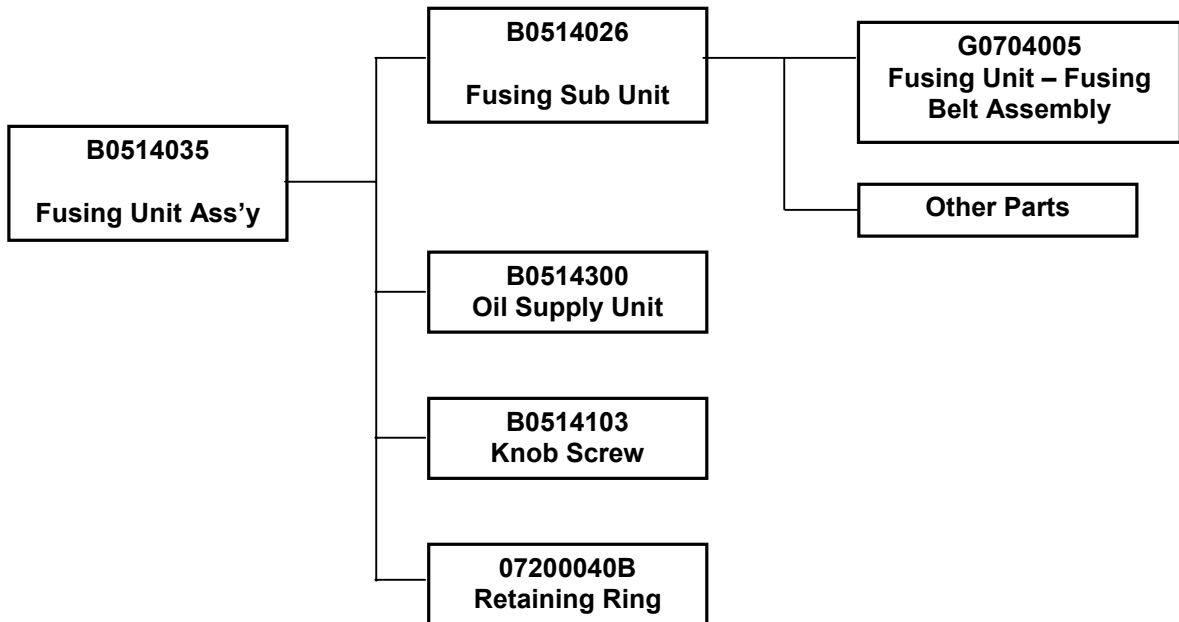 B0514035
Fusing Unit Ass’y
B0514026
Fusing Sub Unit
G0704005
Fusing Unit – Fusing
Belt Assembly
Other Parts
B0514300
Oil Supply Unit
B0514103
Knob Screw
07200040B
Retaining Ring